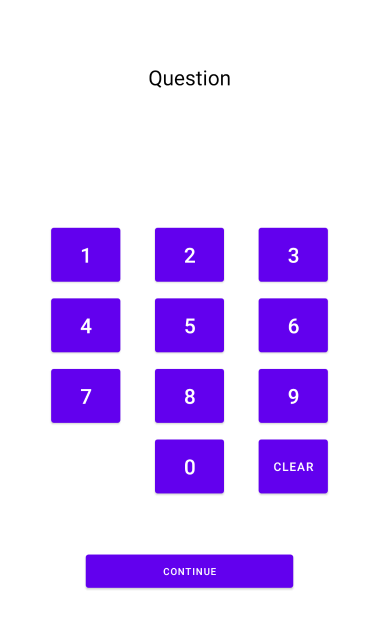 Question
1 2 3
4 5 6
7 8 9
0 CLEAR
CONTINUE